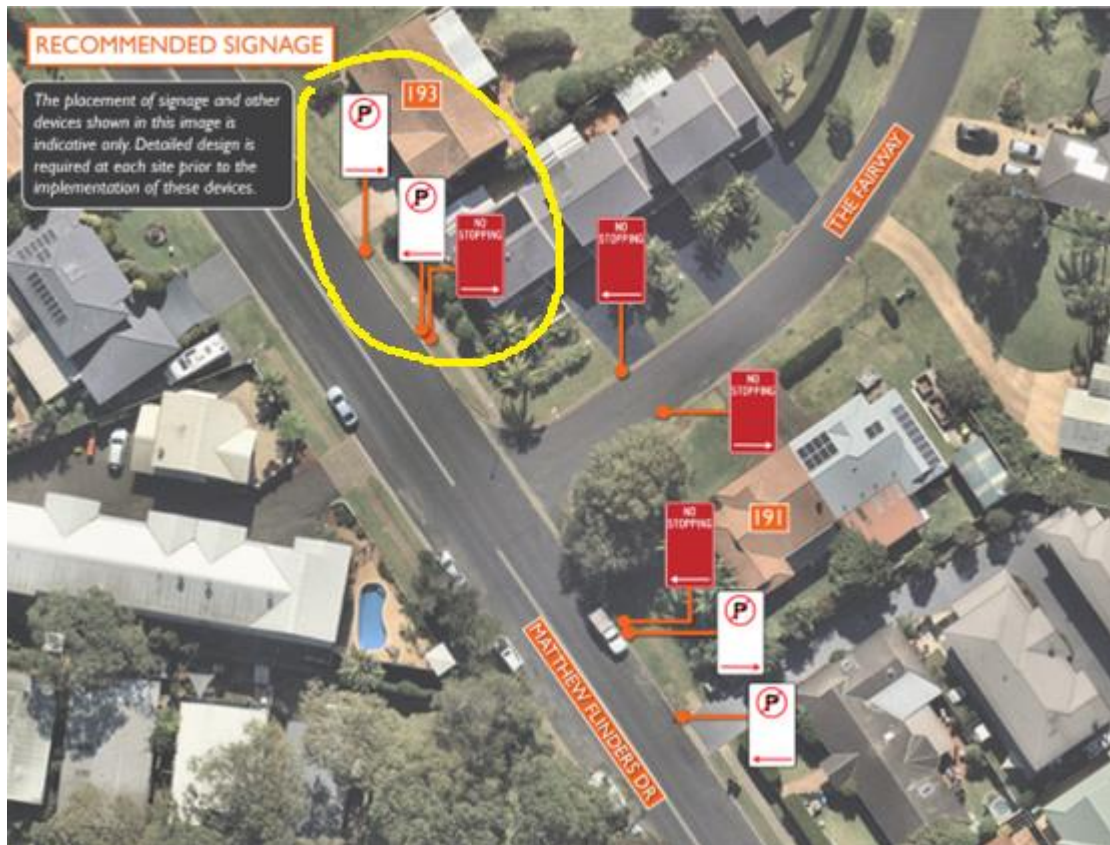 RECOMMENDED SIGNAGE
The placement of signage and other
devices shown in this image is
indicative only. Detailed design is
required at each site prior to the
implementation of these devices.
193
P
P
NO
STOPPING
NO
STOPPING
THE FAIRWAY
NO
STOPPING
NO
STOPPING
191
P
P
MATTHEW FLINDERS DR